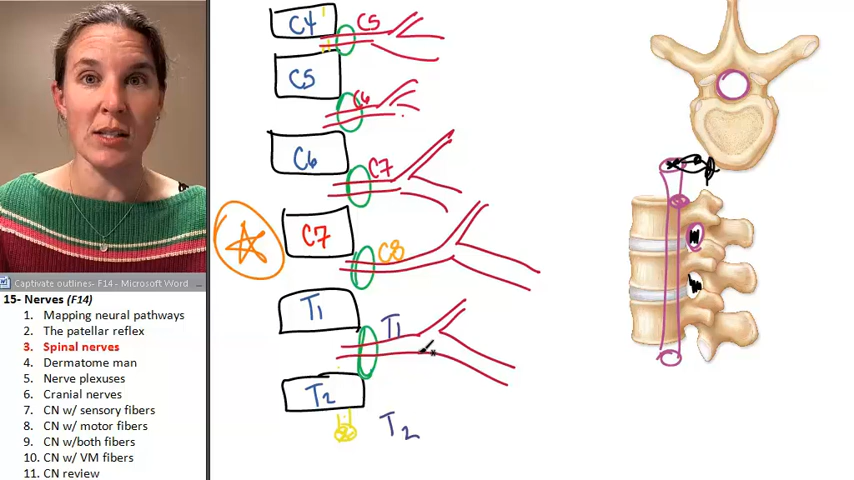 C4
C5
C5
C6
C6
C7
C7
C8
T1
T1
T2
T2
Captivate outlines- F14 - Microsoft Word
15- Nerves (F14)
1. Mapping neural pathways
2. The patellar reflex
3. Spinal nerves
4. Dermatome man
5. Nerve plexuses
6. Cranial nerves
7. CN w/ sensory fibers
8. CN w/ motor fibers
9. CN w/both fibers
10. CN w/ VM fibers
11. CN review